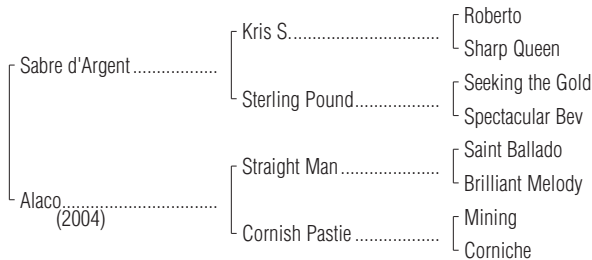 Roberto
Kris S.......................................
Sharp Queen
Sabre d'Argent.................
Seeking the Gold
Sterling Pound.................
Spectacular Bev
Saint Ballado
Straight Man....................
Brilliant Melody
Alaco...............................
(2004)
Mining
Cornish Pastie.................
Corniche